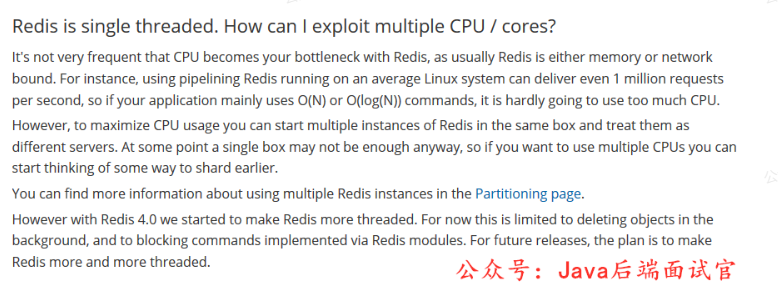 Redis is single threaded. How can I exploit multiple CPU / cores?
It's not very frequent that CPU becomes your bottleneck with Redis, as usually Redis is either memory or network
bound. For instance, using pipelining Redis running on an average Linux system can deliver even 1 million requests
per second, so if your application mainly uses O(N) or O(log(N)) commands, it is hardly going to use too much CPU.
However, to maximize CPU usage you can start multiple instances of Redis in the same box and treat them as
different servers. At some point a single box may not be enough anyway, so if you want to use multiple CPUs you can
start thinking of some way to shard earlier.
You can find more information about using multiple Redis instances in the Partitioning page.
However with Redis 4.0 we started to make Redis more threaded. For now this is limited to deleting objects in the
background, and to blocking commands implemented via Redis modules. For future releases, the plan is to make
Redis more and more threaded.
公众号：Java后端面试官